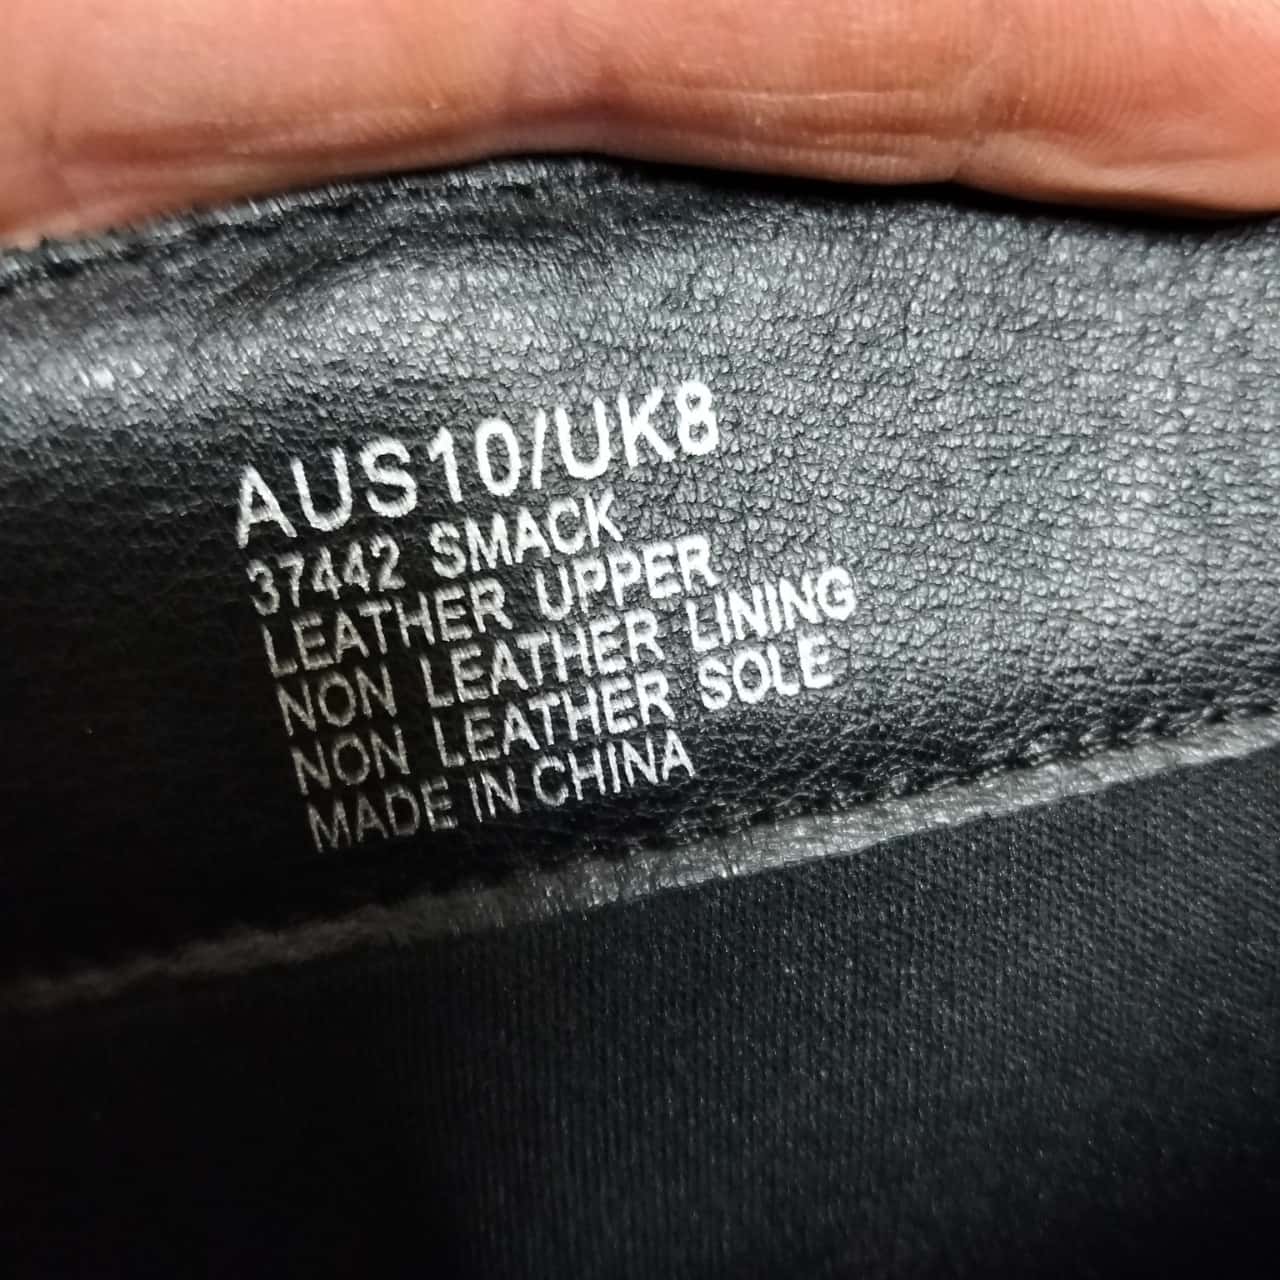 AUS10/UK8
37442 SMACK
LEATHER UPPER
NON LEATHER LINING
NON LEATHER SOLE
MADE IN CHINA